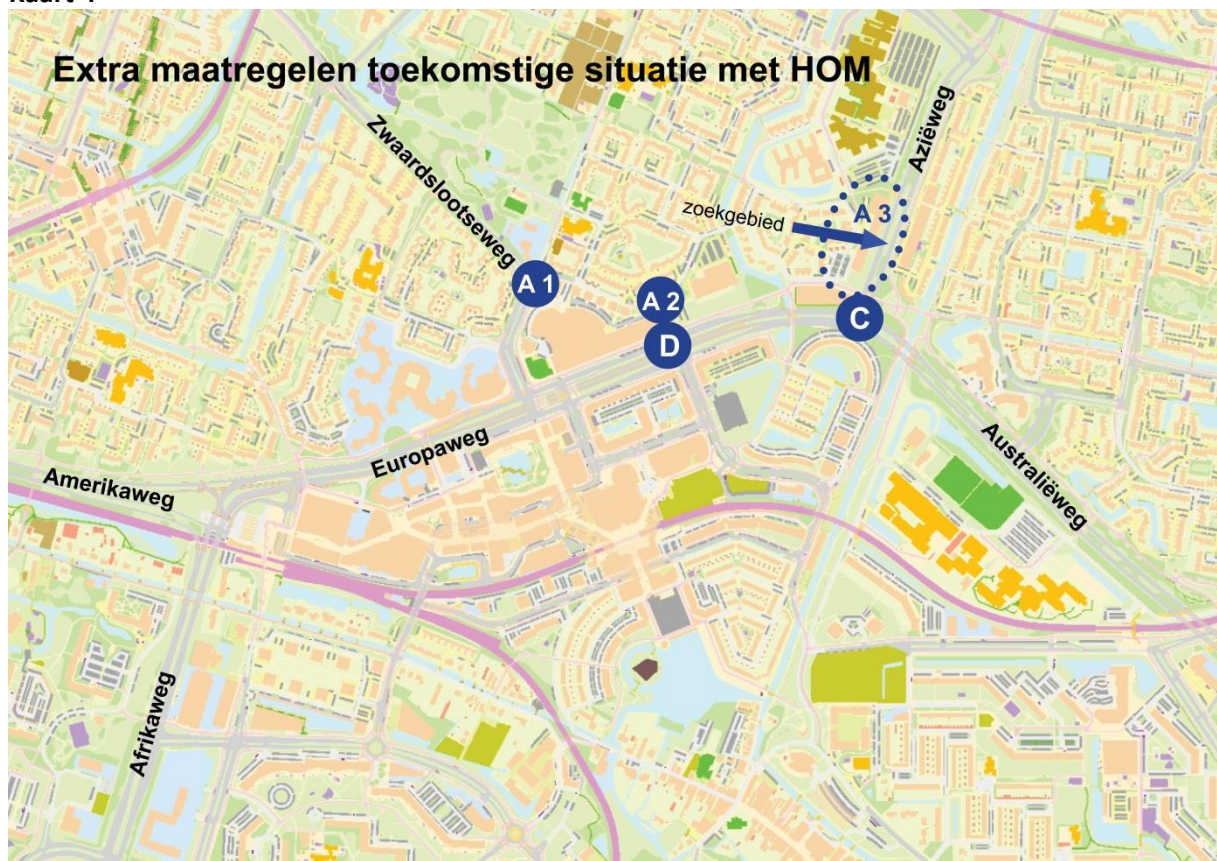 Extra maatregelen toekomstige situatie met HOM
Zwaardslootseweg
Aziëweg
zoekgebied
A 3
A 1
A 2
C
D
Europaweg
Amerikaweg
Australiëweg
Afrikaweg